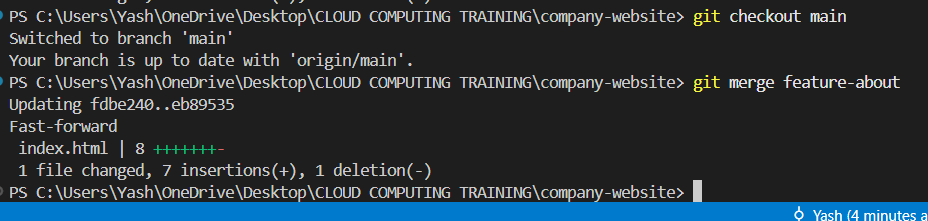 PS C:\Users\Yash\OneDrive\Desktop\CLOUD COMPUTING TRAINING\company-website> git checkout main
Switched to branch 'main'
Your branch is up to date with 'origin/main'.
PS C:\Users\Yash\OneDrive\Desktop\CLOUD COMPUTING TRAINING\company-website> git merge feature-about
Updating fdbe240..eb89535
Fast-forward
 index.html | 8 +++++++-
 1 file changed, 7 insertions(+), 1 deletion(-)
PS C:\Users\Yash\OneDrive\Desktop\CLOUD COMPUTING TRAINING\company-website>
Yash (4 minutes a